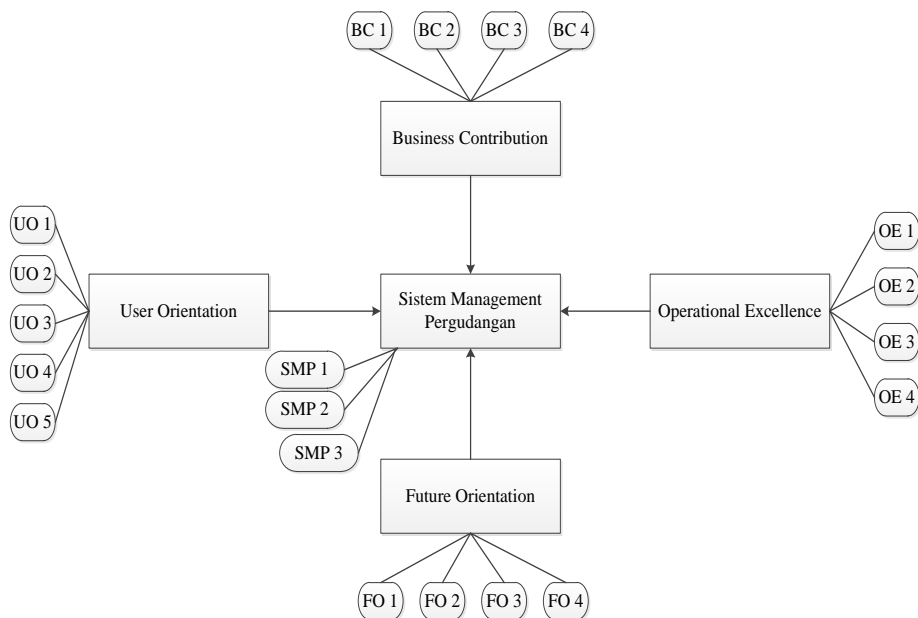 BC 1
BC 2
BC 3
BC 4
Business Contribution
UO 1
UO 2
UO 3
UO 4
UO 5
User Orientation
Sistem Management
Pergudangan
Operational Excellence
OE 1
OE 2
OE 3
OE 4
SMP 1
SMP 2
SMP 3
Future Orientation
FO 1
FO 2
FO 3
FO 4